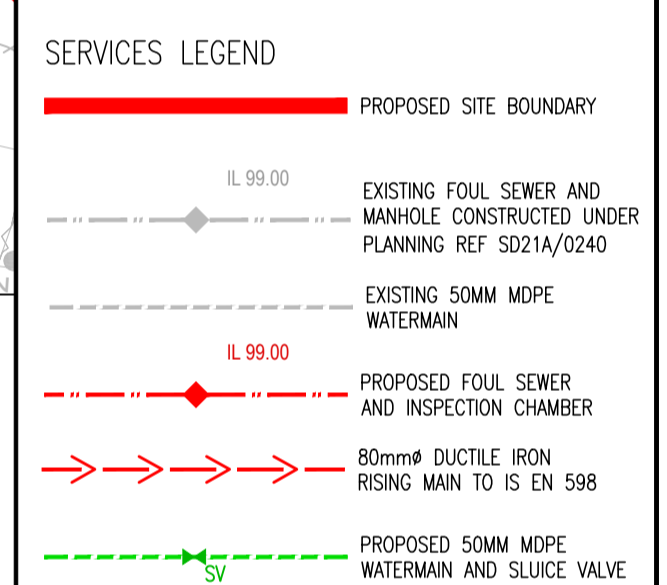 SERVICES LEGEND
PROPOSED SITE BOUNDARY
IL 99.00
EXISTING FOUL SEWER AND
MANHOLE CONSTRUCTED UNDER
PLANNING REF SD21A/0240
EXISTING 50MM MDPE
WATERMAIN
IL 99.00
PROPOSED FOUL SEWER
AND INSPECTION CHAMBER
80mmø DUCTILE IRON
RISING MAIN TO IS EN 598
PROPOSED 50MM MDPE
WATERMAIN AND SLUICE VALVE
SV